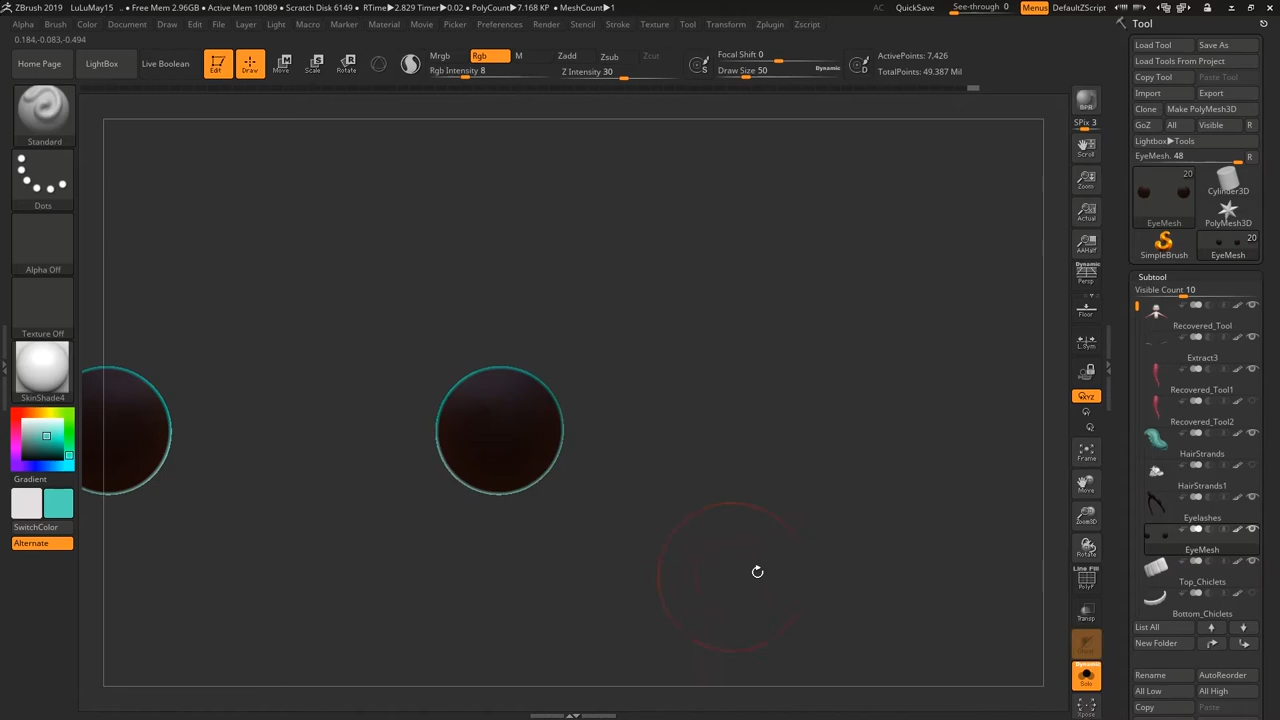 ZBrush 2019 LuLuMay15 • Free Mem 2.96GB • Active Mem 10089 • Scratch Disk 6149 • RTime▶2.829 Timer▶0.02 • PolyCount▶7.168 KP • MeshCount▶1
AC QuickSave See-through 0 Menus DefaultZScript
Alpha Brush Color Document Draw Edit File Layer Light Macro Marker Material Movie Picker Preferences Render Stencil Stroke Texture Tool Transform Zplugin Zscript
0.184,-0.083,-0.494
Home Page LightBox Live Boolean
Edit Draw Move Scale Rotate
Mrgb Rgb M
Rgb Intensity 8
Zadd Zsub Zcut
Z Intensity 30
Focal Shift 0
Draw Size 50 Dynamic
ActivePoints: 7,426
TotalPoints: 49.387 Mil
Standard
Dots
Alpha Off
Texture Off
SkinShade4
Gradient
SwitchColor
Alternate
BPR
SPix 3
Scroll
Zoom
Actual
AAHalf
Dynamic
Persp
Floor
L.Sym
XYZ
Frame
Move
Zoom3D
Rotate
Line Fill
PolyF
Transp
Dynamic
Solo
Xpose
Tool
Load Tool Save As
Load Tools From Project
Copy Tool Paste Tool
Import Export
Clone Make PolyMesh3D
GoZ All Visible R
Lightbox▶Tools
EyeMesh. 48 R
20
Cylinder3D
EyeMesh PolyMesh3D
20
SimpleBrush EyeMesh
Subtool
Visible Count 10
Recovered_Tool
Extract3
Recovered_Tool1
Recovered_Tool2
HairStrands
HairStrands1
Eyelashes
EyeMesh
Top_Chiclets
Bottom_Chiclets
List All
New Folder
Rename AutoReorder
All Low All High
Copy Paste